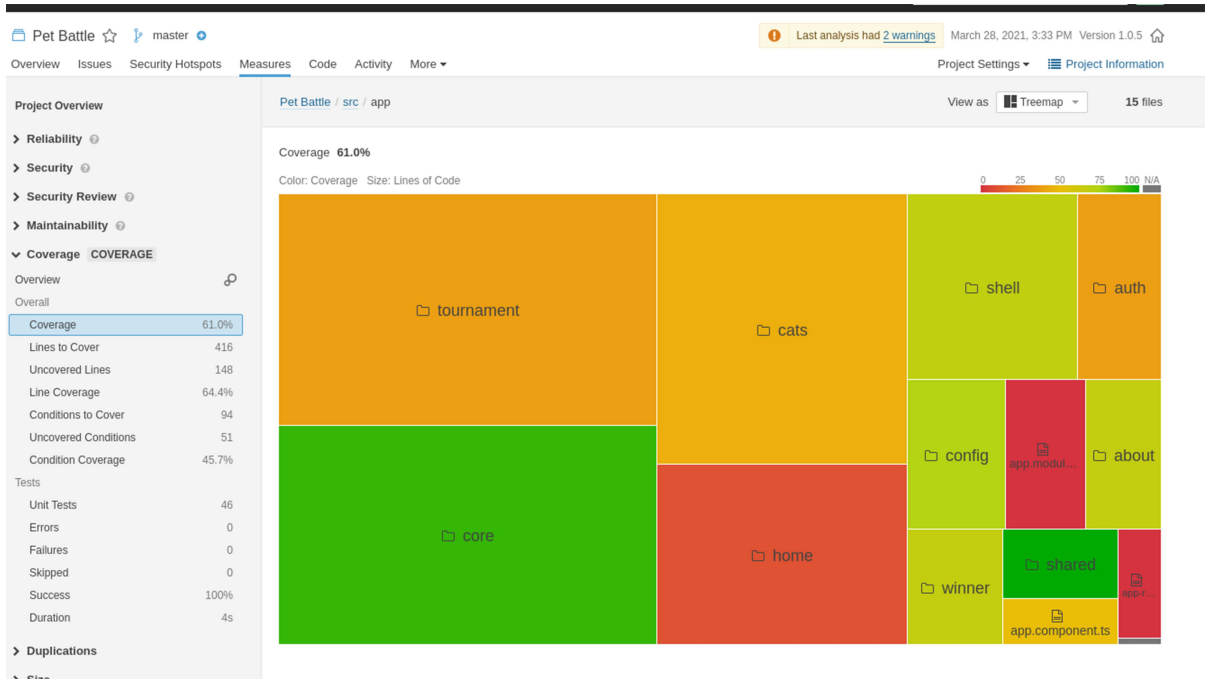 Pet Battle master
Last analysis had 2 warnings March 28, 2021, 3:33 PM Version 1.0.5
Overview Issues Security Hotspots Measures Code Activity More
Project Settings Project Information
Project Overview
Reliability
Security
Security Review
Maintainability
Coverage COVERAGE
Overview
Overall
Coverage 61.0%
Lines to Cover 416
Uncovered Lines 148
Line Coverage 64.4%
Conditions to Cover 94
Uncovered Conditions 51
Condition Coverage 45.7%
Tests
Unit Tests 46
Errors 0
Failures 0
Skipped 0
Success 100%
Duration 4s
Duplications
Size
Pet Battle / src / app
View as Treemap 15 files
Coverage 61.0%
Color: Coverage Size: Lines of Code
0 25 50 75 100 N/A
tournament
cats
shell
auth
core
home
config
app.modul...
about
winner
shared
app-r...
app.component.ts